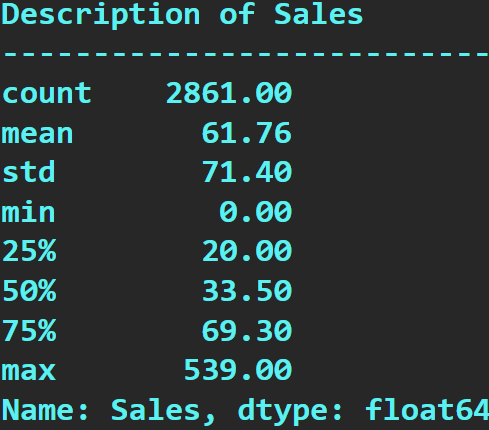 Description of Sales
---------------------------
count    2861.00
mean       61.76
std        71.40
min         0.00
25%        20.00
50%        33.50
75%        69.30
max       539.00
Name: Sales, dtype: float64